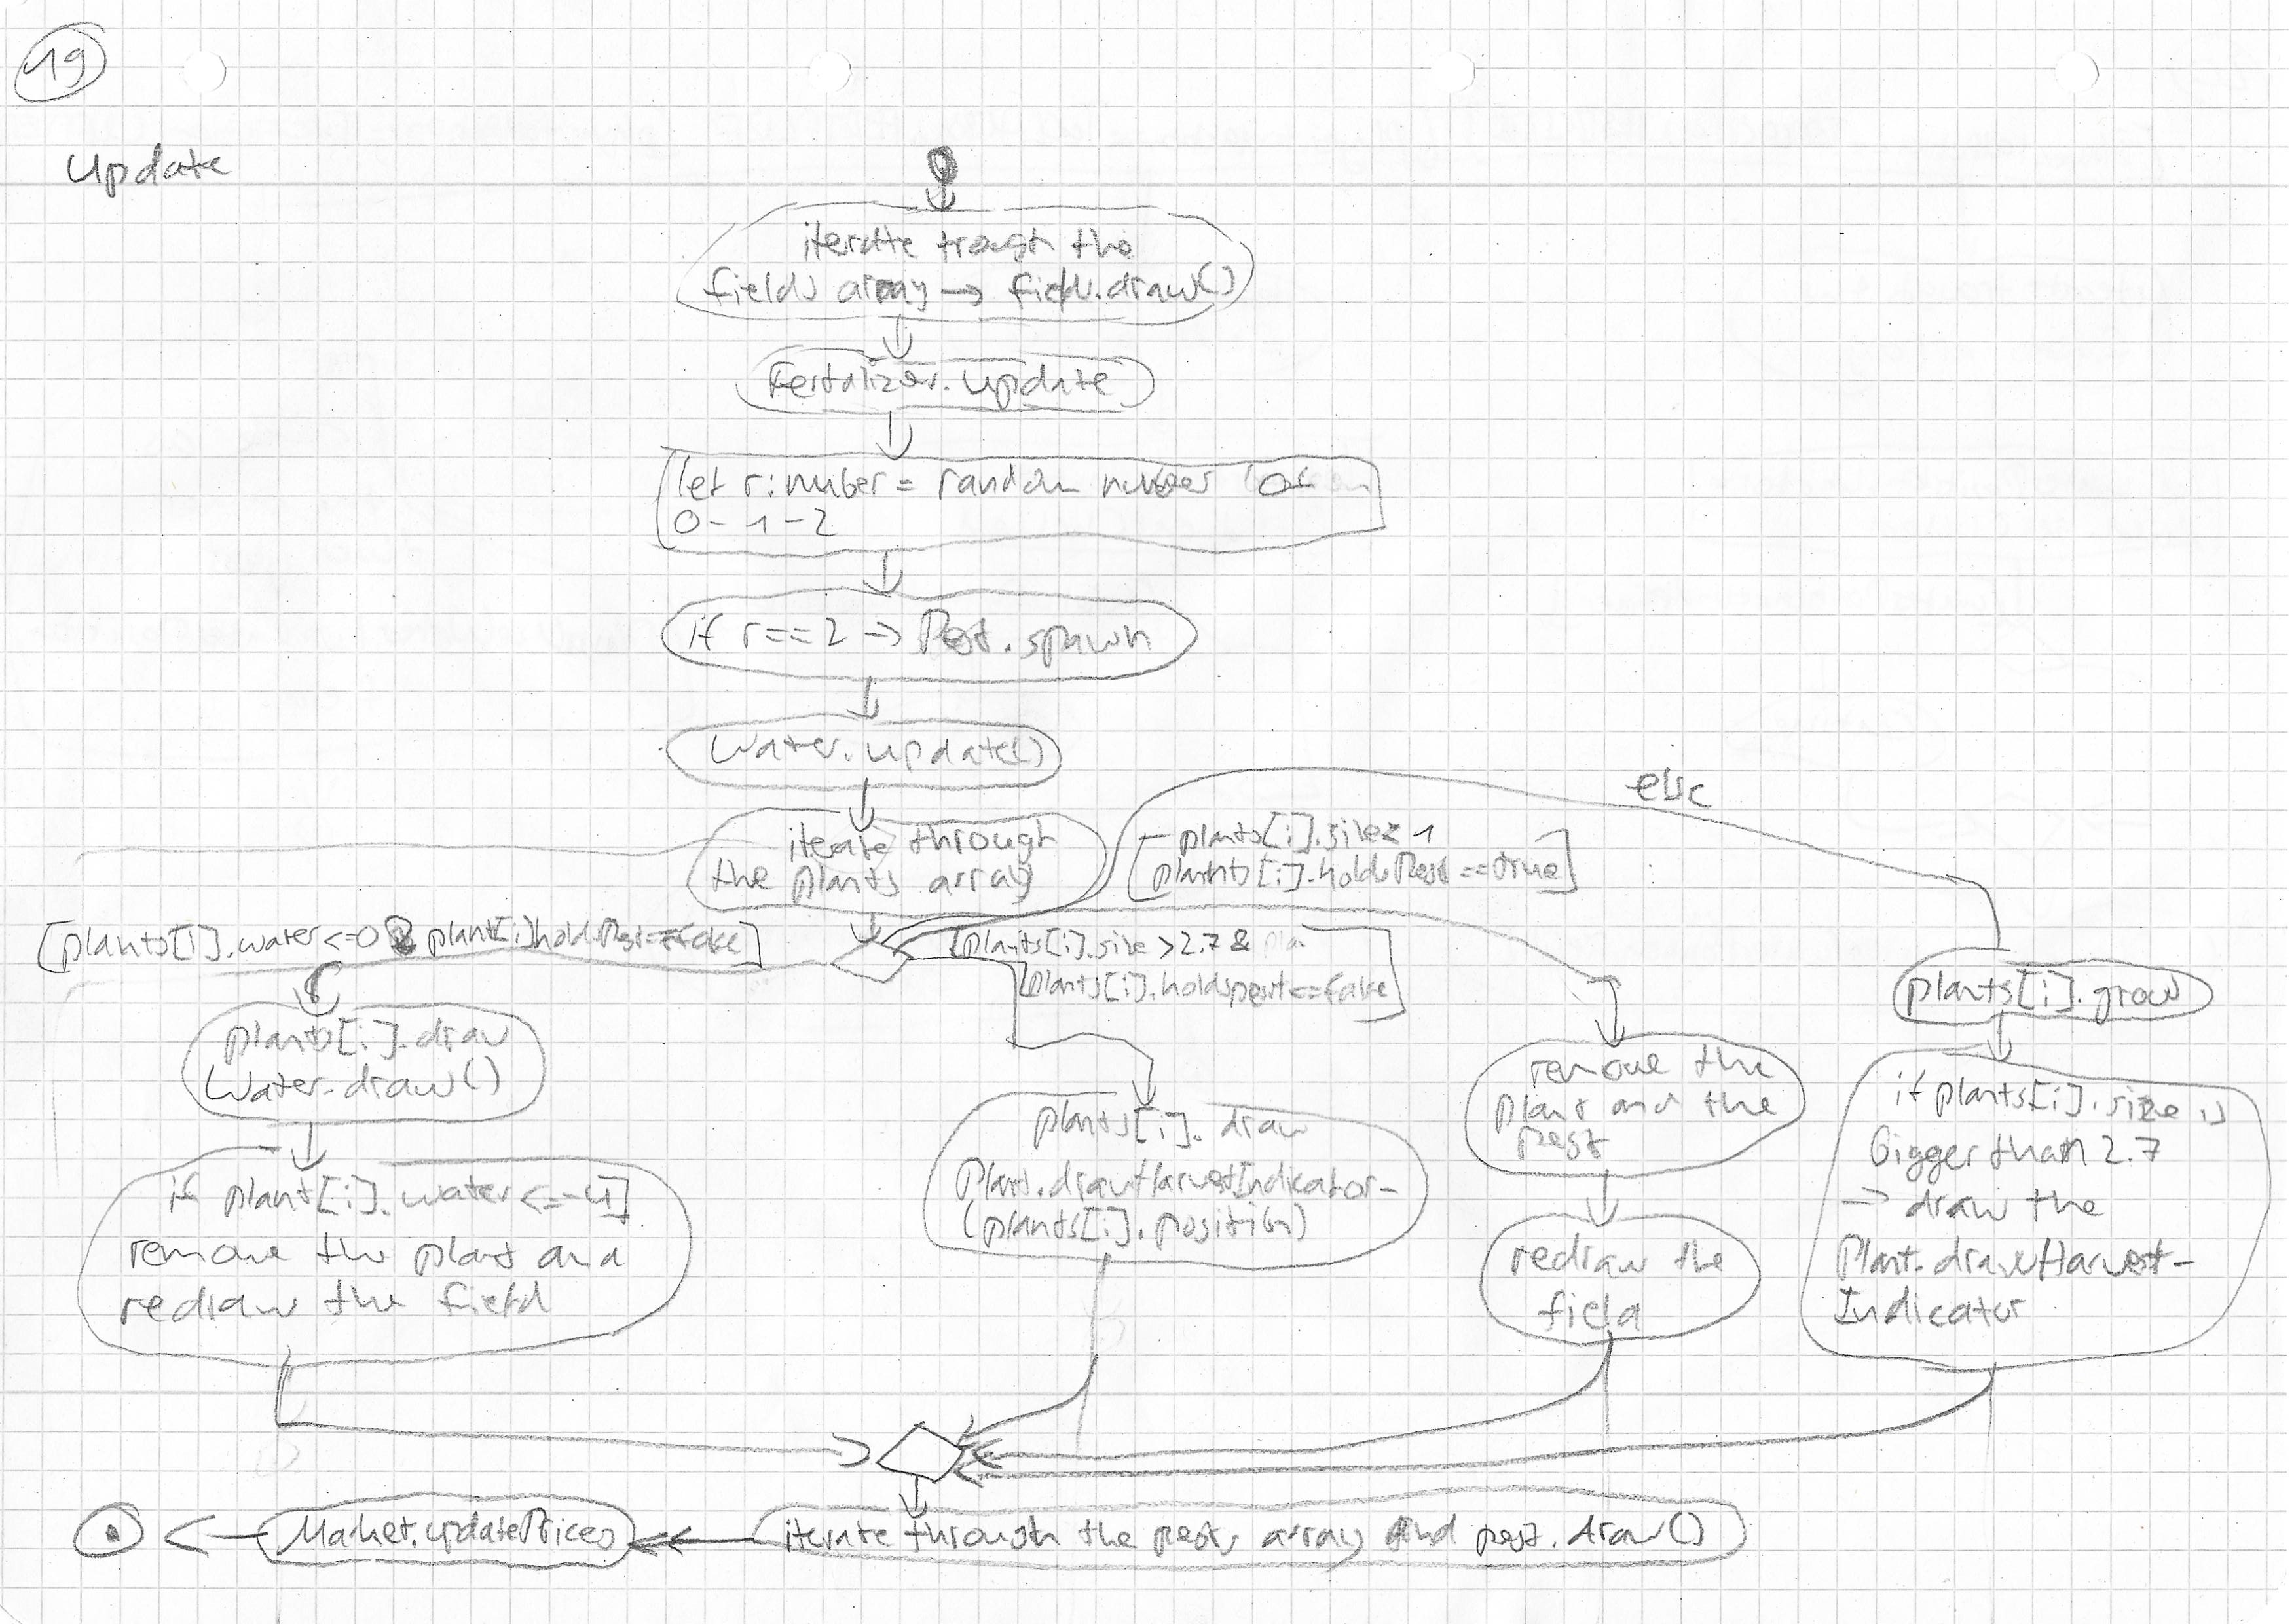 19
Update
iterate trough the
fields array → field.draw()
Fertalizer.update
let r:nuber = random number of
0-1-2
if r==2 → Pest.spawn
Water.update()
iterate through
the plants array
else
plants[i].size
plants[i].holdsPest==true]
[plants[i].water<=0 & plant[i]holdsPest==false]
[plants[i].size >2.7 &
plants[i].holdspest==false
plants[i].grow
plants[i].draw
Water.draw()
remove the
plant and the
pest
if plants[i].size is
bigger than 2.7
→ draw the
Plant.drawHarvest-
Indicator
plants[i].draw
Plant.drawHarvestIndicator-
(plants[i].position)
if plant[i].water<=-4]
remove the plant and
redraw the field
redraw the
field
Market.updatePrices
iterate through the pests array and pest.draw()